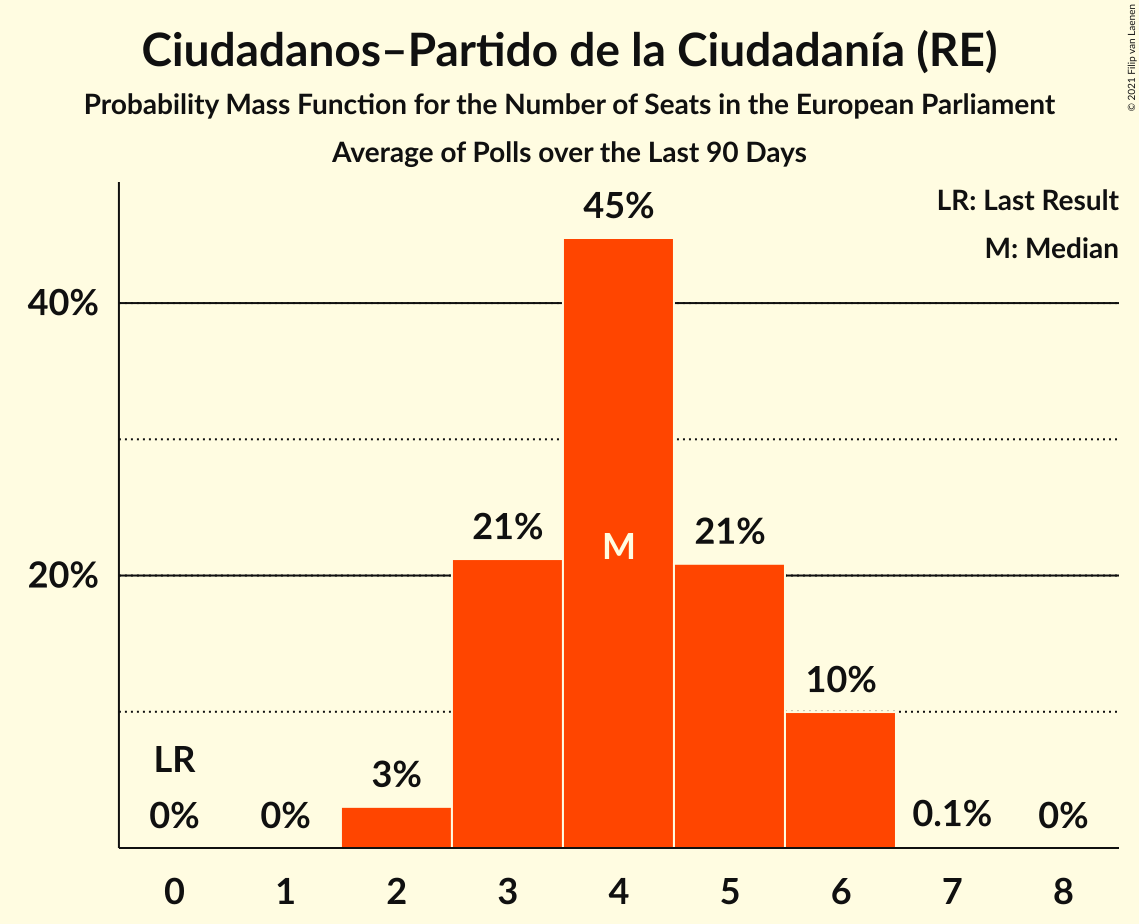 Ciudadanos–Partido de la Ciudadanía (RE)
Probability Mass Function for the Number of Seats in the European Parliament
Average of Polls over the Last 90 Days
© 2021 Filip van Laenen
LR: Last Result
M: Median
45%
40%
21%
M
21%
20%
10%
LR
3%
0%
0%
0.1%
0%
0 1 2 3 4 5 6 7 8